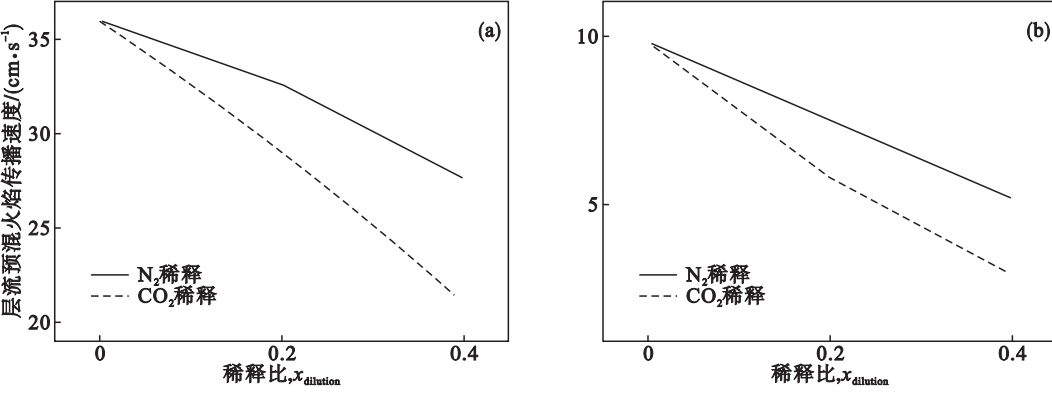 层流预混火焰传播速度/(cm·s⁻¹)
35
30
25
20
0
0.2
0.4
稀释比,x_dilution
(a)
N₂稀释
CO₂稀释
10
5
0
0.2
0.4
稀释比,x_dilution
(b)
N₂稀释
CO₂稀释